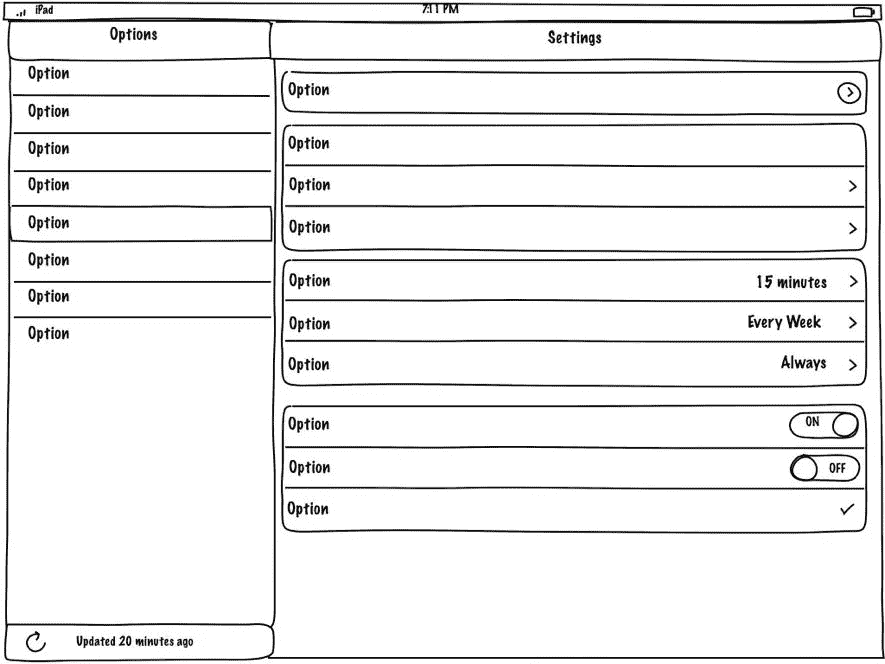 iPad 7:11 PM
Options
Option
Option
Option
Option
Option
Option
Option
Option
Updated 20 minutes ago
Settings
Option
Option
Option
Option
Option 15 minutes
Option Every Week
Option Always
Option ON
Option OFF
Option